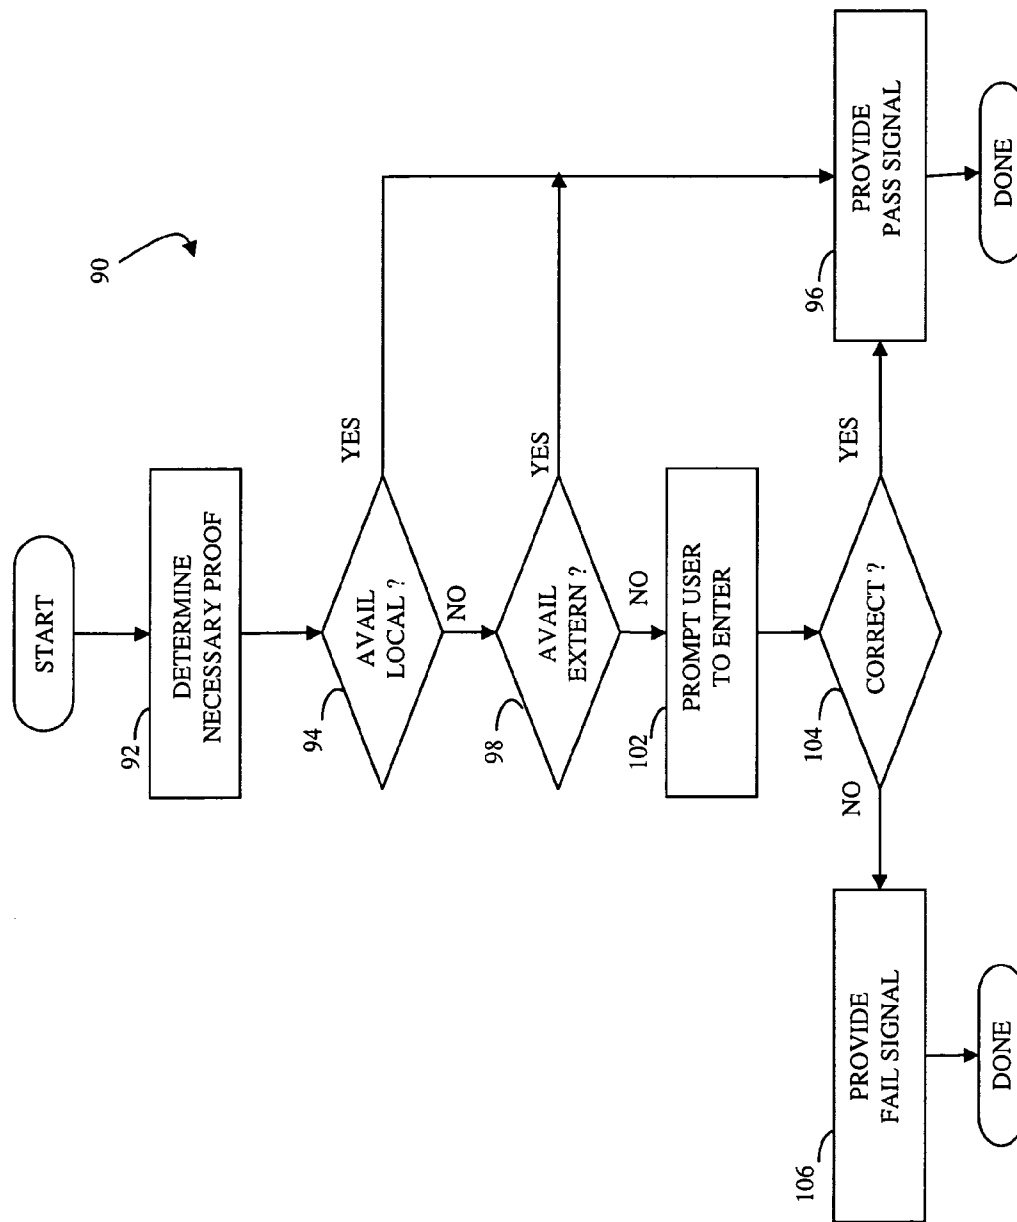 90
START
DETERMINE
NECESSARY PROOF
92
AVAIL
LOCAL ?
94
YES
NO
AVAIL
EXTERN ?
98
YES
NO
PROMPT USER
TO ENTER
102
CORRECT ?
104
YES
NO
PROVIDE
PASS SIGNAL
96
DONE
PROVIDE
FAIL SIGNAL
106
DONE